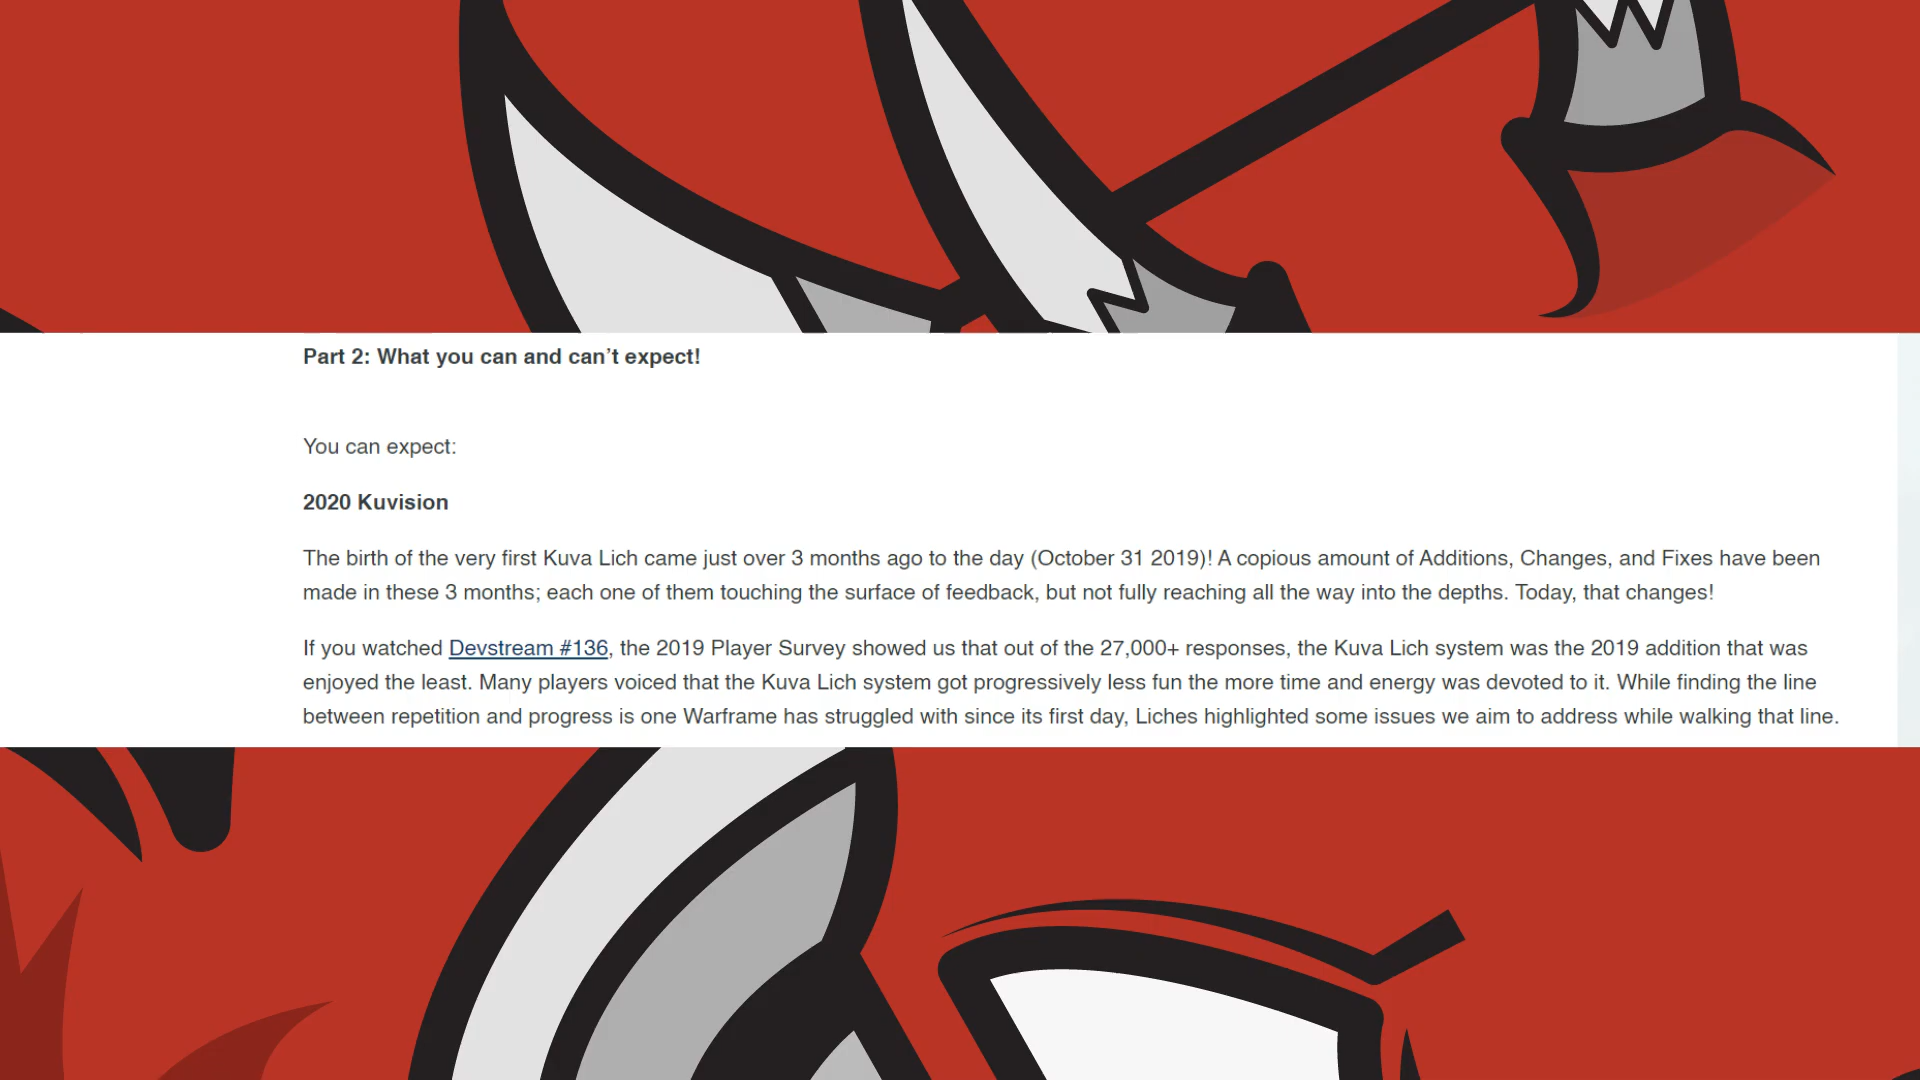 Part 2: What you can and can’t expect!
You can expect:
2020 Kuvision
The birth of the very first Kuva Lich came just over 3 months ago to the day (October 31 2019)! A copious amount of Additions, Changes, and Fixes have been
made in these 3 months; each one of them touching the surface of feedback, but not fully reaching all the way into the depths. Today, that changes!
If you watched Devstream #136, the 2019 Player Survey showed us that out of the 27,000+ responses, the Kuva Lich system was the 2019 addition that was
enjoyed the least. Many players voiced that the Kuva Lich system got progressively less fun the more time and energy was devoted to it. While finding the line
between repetition and progress is one Warframe has struggled with since its first day, Liches highlighted some issues we aim to address while walking that line.